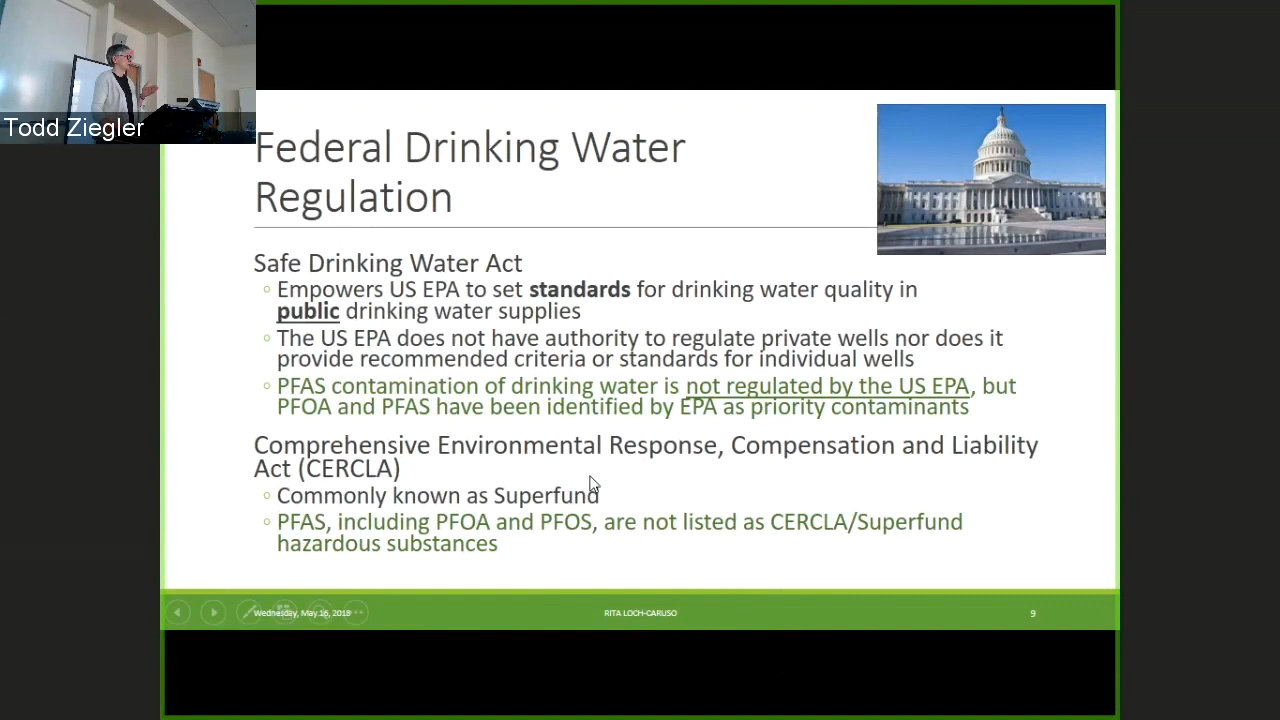 Todd Ziegler
Federal Drinking Water
Regulation
Safe Drinking Water Act
◦ Empowers US EPA to set standards for drinking water quality in
public drinking water supplies
◦ The US EPA does not have authority to regulate private wells nor does it
provide recommended criteria or standards for individual wells
◦ PFAS contamination of drinking water is not regulated by the US EPA, but
PFOA and PFAS have been identified by EPA as priority contaminants
Comprehensive Environmental Response, Compensation and Liability
Act (CERCLA)
◦ Commonly known as Superfund
◦ PFAS, including PFOA and PFOS, are not listed as CERCLA/Superfund
hazardous substances
Wednesday, May 16, 2018
RITA LOCH-CARUSO
9